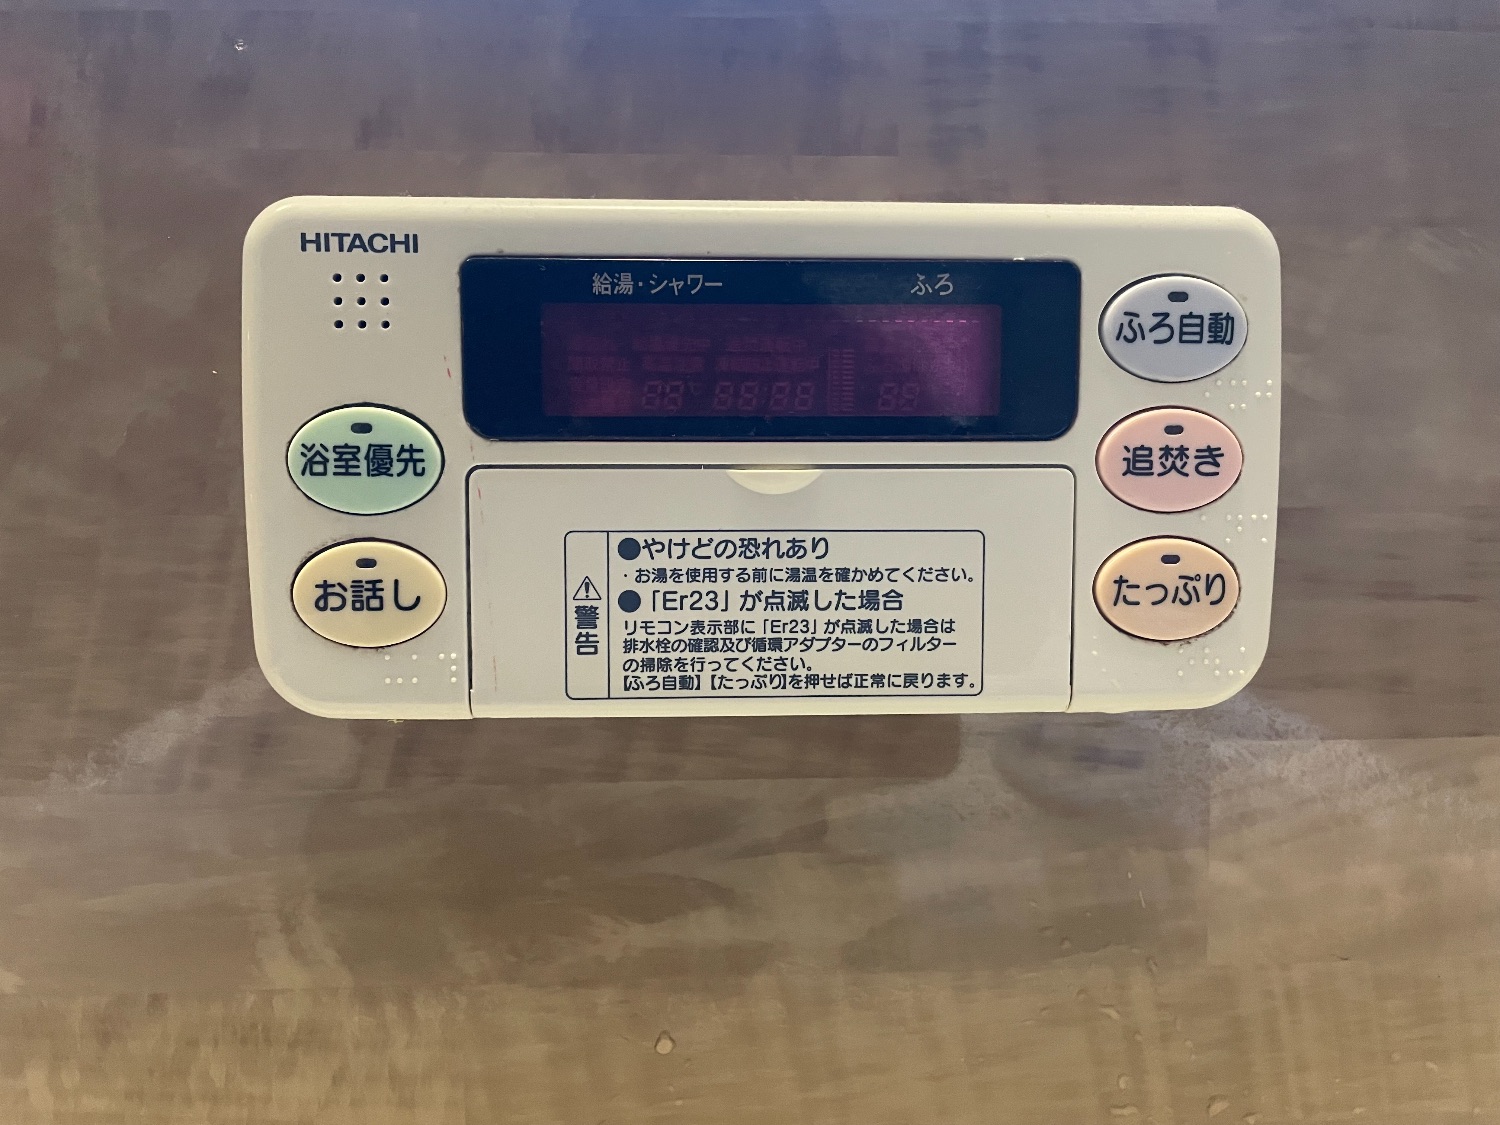 HITACHI
給湯・シャワー
ふろ
88℃ 88:88
88
ふろ自動
浴室優先
追焚き
お話し
たっぷり
警告
●やけどの恐れあり
・お湯を使用する前に湯温を確かめてください。
●「Er23」が点滅した場合
リモコン表示部に「Er23」が点滅した場合は
排水栓の確認及び循環アダプターのフィルター
の掃除を行ってください。
【ふろ自動】【たっぷり】を押せば正常に戻ります。